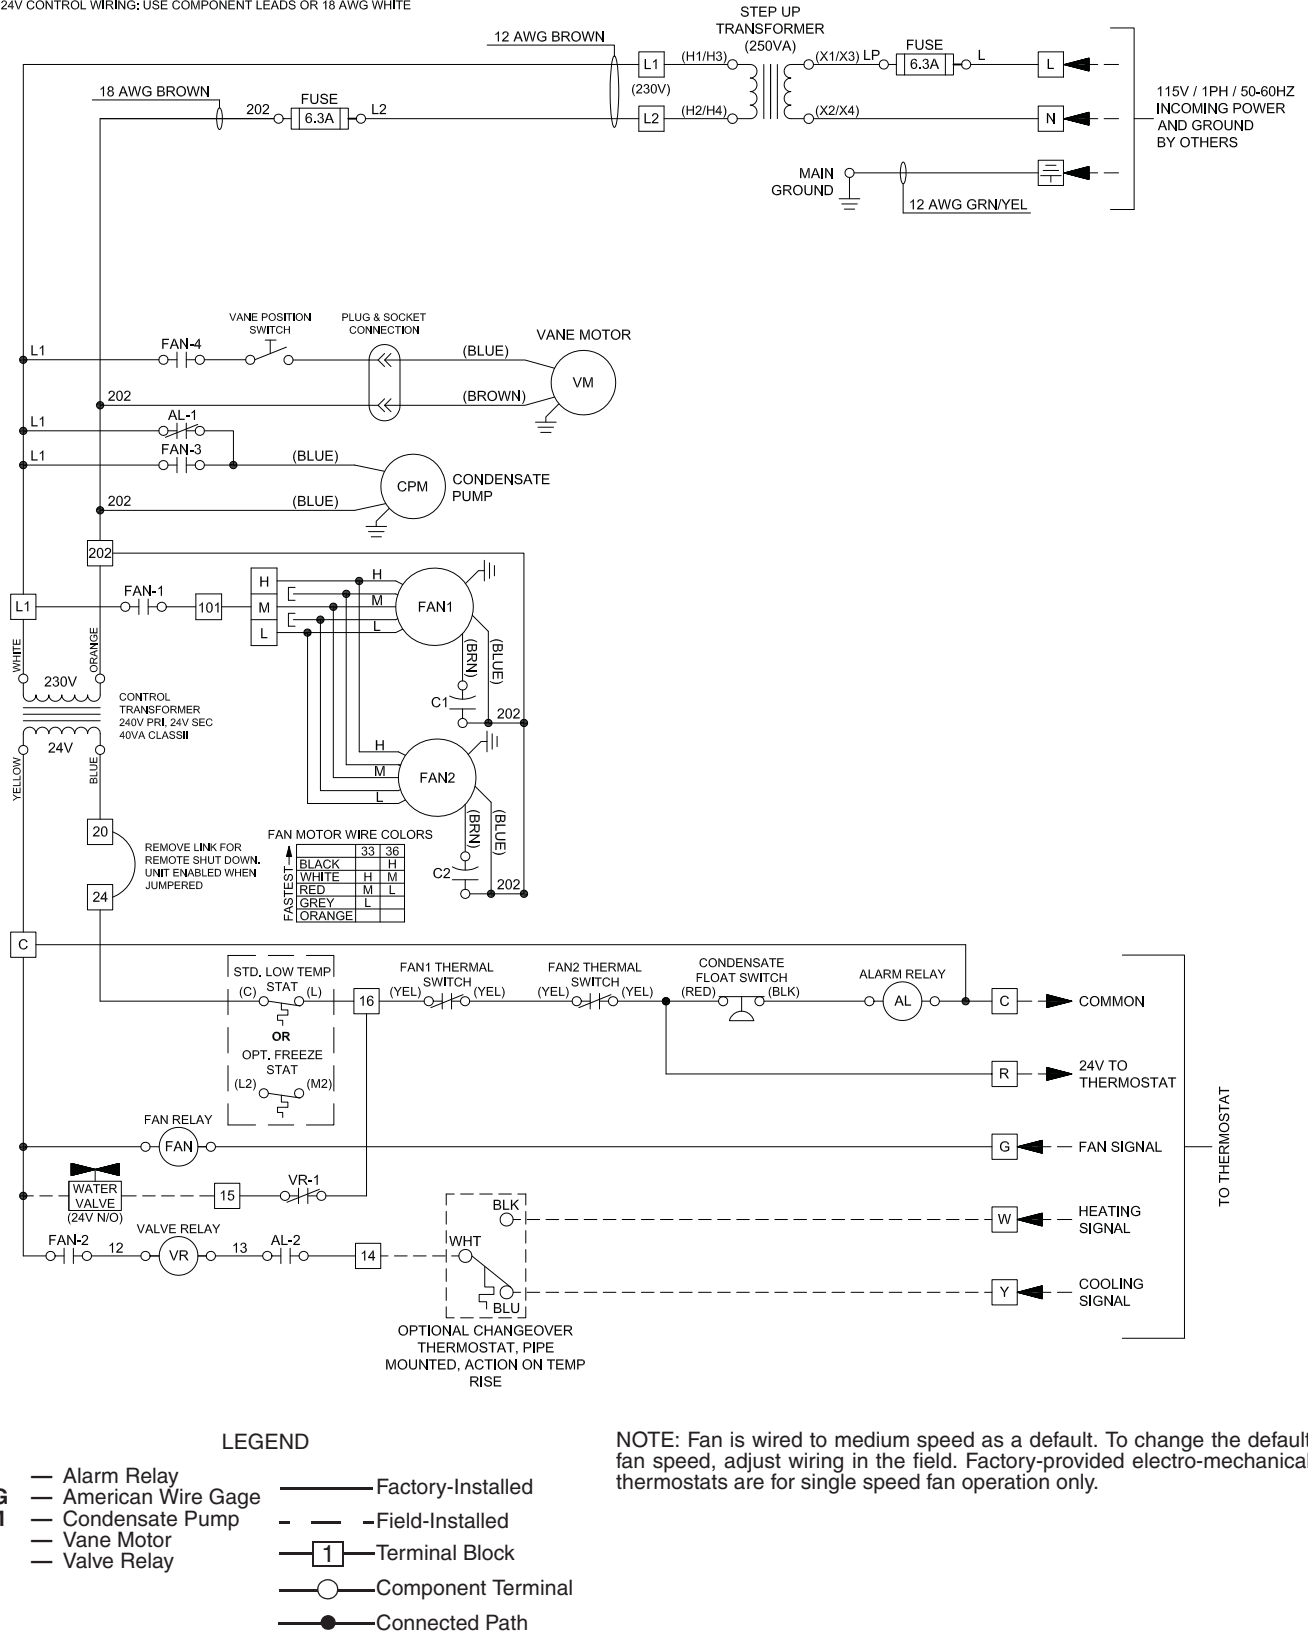 24V CONTROL WIRING: USE COMPONENT LEADS OR 18 AWG WHITE
STEP UP
TRANSFORMER
(250VA)
12 AWG BROWN
L1
(230V)
L2
(H1/H3)
(H2/H4)
(X1/X3)
(X2/X4)
LP
FUSE
6.3A
L
L
N
115V / 1PH / 50-60HZ
INCOMING POWER
AND GROUND
BY OTHERS
18 AWG BROWN
202
FUSE
6.3A
L2
MAIN
GROUND
12 AWG GRN/YEL
VANE POSITION
SWITCH
PLUG & SOCKET
CONNECTION
VANE MOTOR
L1
FAN-4
(BLUE)
VM
202
(BROWN)
L1
AL-1
L1
FAN-3
(BLUE)
CPM
CONDENSATE
PUMP
202
(BLUE)
202
L1
FAN-1
101
H
M
L
H
M
L
FAN1
(BRN)
(BLUE)
C1
202
WHITE
ORANGE
230V
24V
CONTROL
TRANSFORMER
240V PRI, 24V SEC
40VA CLASSII
YELLOW
BLUE
H
M
L
FAN2
(BRN)
(BLUE)
C2
202
20
24
REMOVE LINK FOR
REMOTE SHUT DOWN.
UNIT ENABLED WHEN
JUMPERED
FAN MOTOR WIRE COLORS
FASTEST
33 36
BLACK H
WHITE H M
RED M L
GREY L
ORANGE
C
STD. LOW TEMP
STAT
(C) (L)
OR
OPT. FREEZE
STAT
(L2) (M2)
16
FAN1 THERMAL
SWITCH
(YEL) (YEL)
FAN2 THERMAL
SWITCH
(YEL) (YEL)
CONDENSATE
FLOAT SWITCH
(RED) (BLK)
ALARM RELAY
AL
C
COMMON
R
24V TO
THERMOSTAT
TO THERMOSTAT
FAN RELAY
FAN
G
FAN SIGNAL
WATER
VALVE
(24V N/O)
15
VR-1
BLK
W
HEATING
SIGNAL
FAN-2
12
VALVE RELAY
VR
13
AL-2
14
WHT
BLU
Y
COOLING
SIGNAL
OPTIONAL CHANGEOVER
THERMOSTAT, PIPE
MOUNTED, ACTION ON TEMP
RISE
LEGEND
— Alarm Relay
G — American Wire Gage
— Condensate Pump
— Vane Motor
— Valve Relay
Factory-Installed
Field-Installed
1 Terminal Block
Component Terminal
Connected Path
NOTE: Fan is wired to medium speed as a default. To change the default
fan speed, adjust wiring in the field. Factory-provided electro-mechanical
thermostats are for single speed fan operation only.